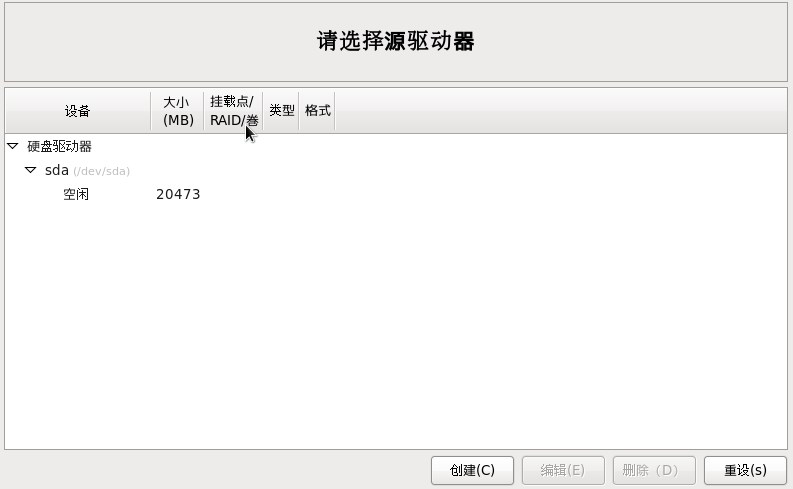 请选择源驱动器
设备
大小
(MB)
挂载点/
RAID/卷
类型
格式
硬盘驱动器
sda (/dev/sda)
空闲 20473
创建(C)
编辑(E)
删除（D）
重设(s)